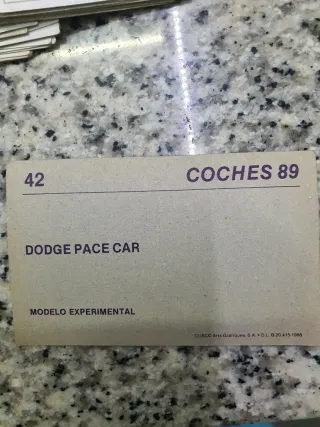 42 COCHES 89
DODGE PACE CAR
MODELO EXPERIMENTAL